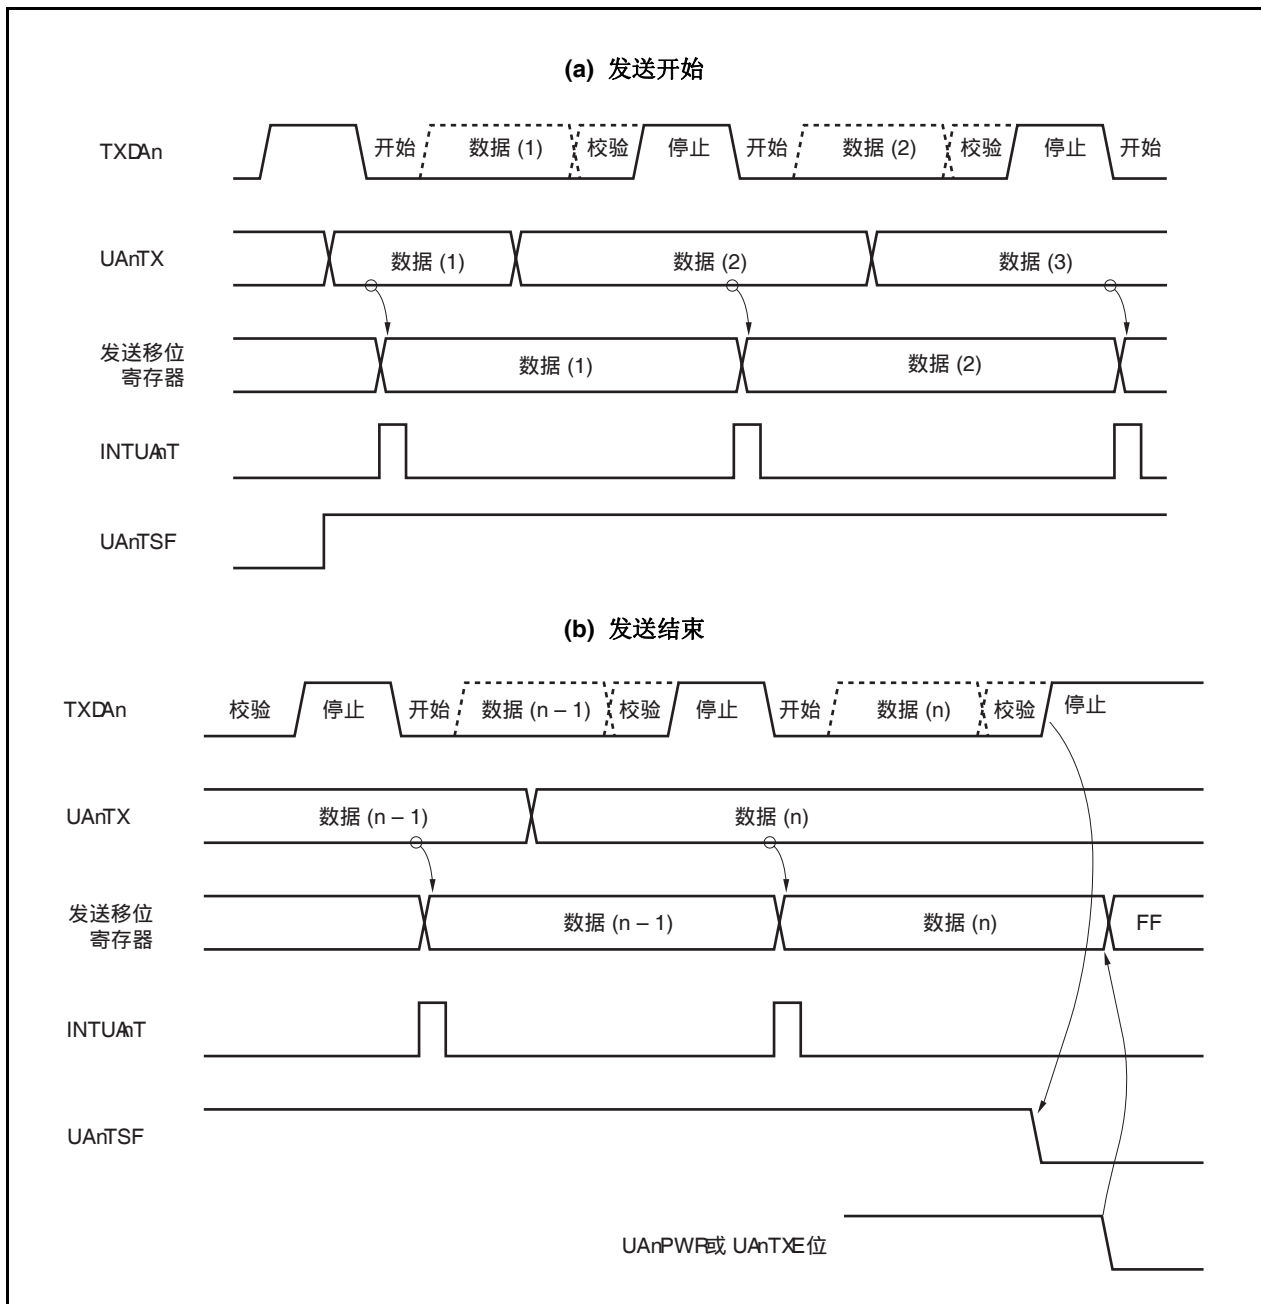 (a) 发送开始
TXDAn 开始 数据 (1) 校验 停止 开始 数据 (2) 校验 停止 开始
UAnTX 数据 (1) 数据 (2) 数据 (3)
发送移位
寄存器 数据 (1) 数据 (2)
INTUAnT
UAnTSF
(b) 发送结束
TXDAn 校验 停止 开始 数据 (n – 1) 校验 停止 开始 数据 (n) 校验 停止
UAnTX 数据 (n – 1) 数据 (n)
发送移位
寄存器 数据 (n – 1) 数据 (n) FF
INTUAnT
UAnTSF
UAnPWR或 UAnTXE位